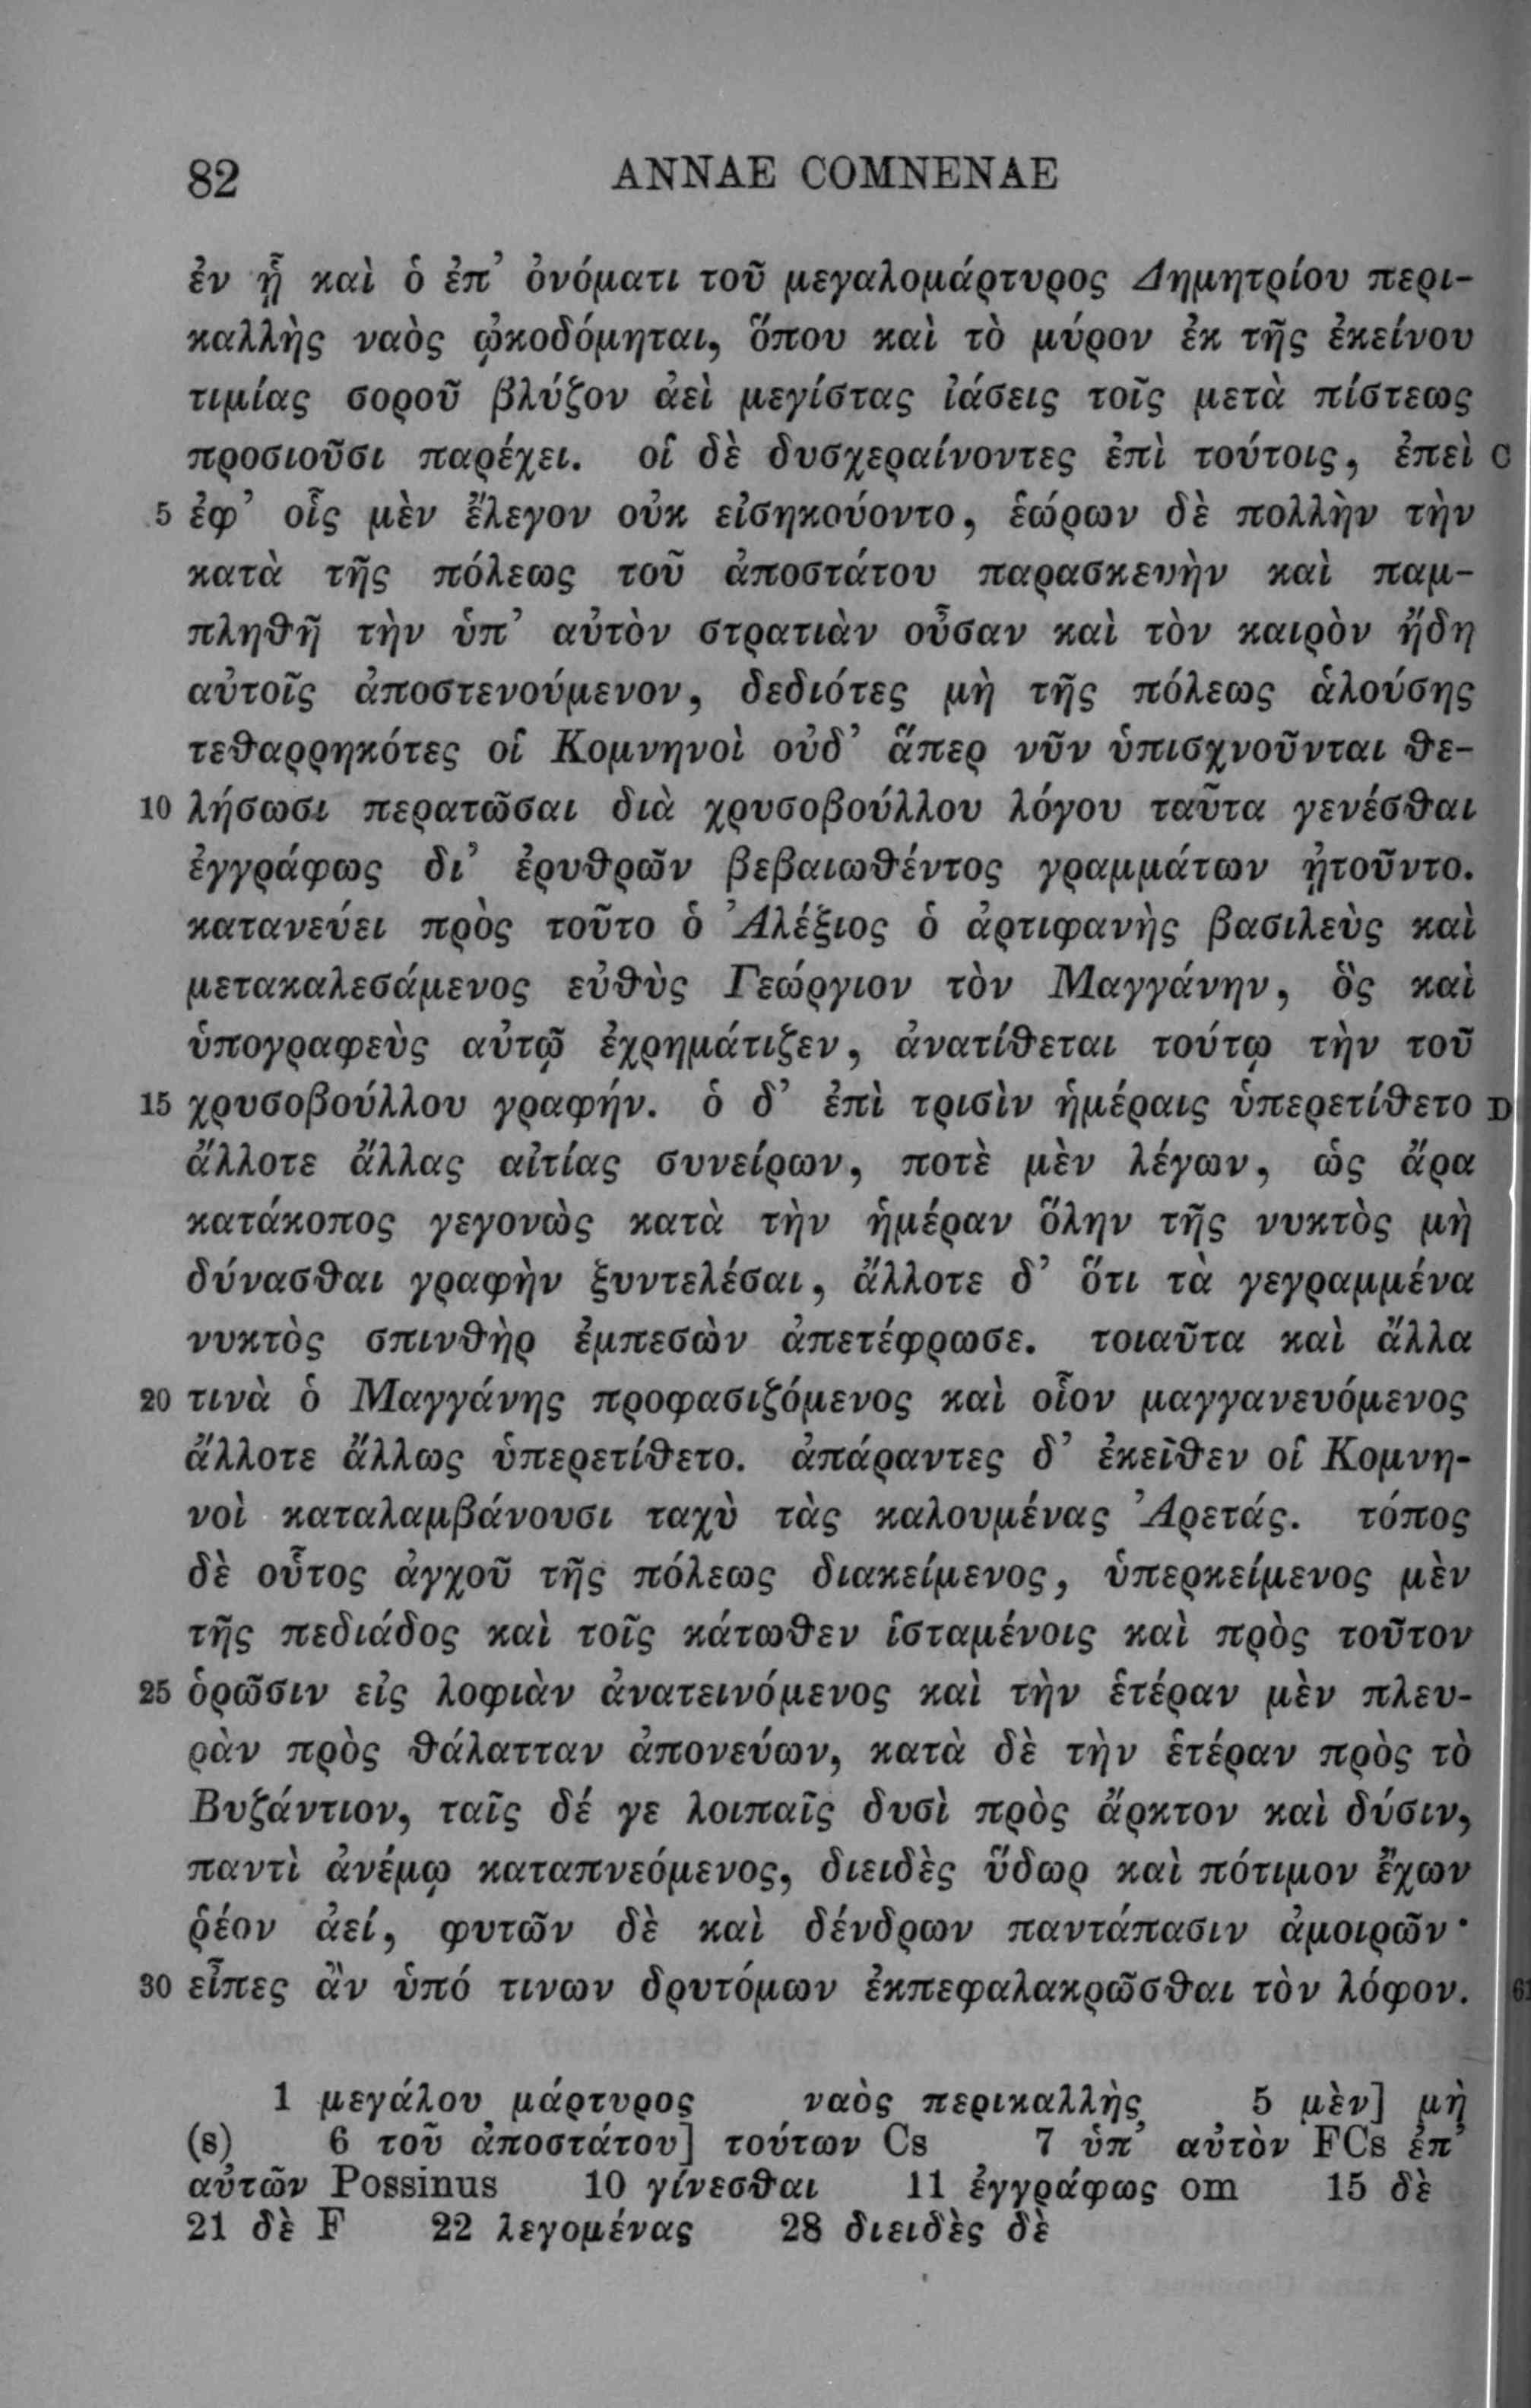 82 ANNAE COMNENAE
ἐν ᾗ καὶ ὁ ἐπ’ ὀνόματι τοῦ μεγαλομάρτυρος Δημητρίου περι-
καλλὴς ναὸς ᾠκοδόμηται, ὅπου καὶ τὸ μύρον ἐκ τῆς ἐκείνου
τιμίας σοροῦ βλύζον ἀεὶ μεγίστας ἰάσεις τοῖς μετὰ πίστεως
προσιοῦσι παρέχει. οἱ δὲ δυσχεραίνοντες ἐπὶ τούτοις, ἐπεὶ C
5 ἐφ’ οἷς μὲν ἔλεγον οὐκ εἰσηκούοντο, ἑώρων δὲ πολλὴν τὴν
κατὰ τῆς πόλεως τοῦ ἀποστάτου παρασκευὴν καὶ παμ-
πληθῆ τὴν ὑπ’ αὐτὸν στρατιὰν οὖσαν καὶ τὸν καιρὸν ἤδη
αὐτοῖς ἀποστενούμενον, δεδιότες μὴ τῆς πόλεως ἁλούσης
τεθαρρηκότες οἱ Κομνηνοὶ οὐδ’ ἅπερ νῦν ὑπισχνοῦνται θε-
10 λήσωσι περατῶσαι διὰ χρυσοβούλλου λόγου ταῦτα γενέσθαι
ἐγγράφως δι’ ἐρυθρῶν βεβαιωθέντος γραμμάτων ᾐτοῦντο.
κατανεύει πρὸς τοῦτο ὁ Ἀλέξιος ὁ ἀρτιφανὴς βασιλεὺς καὶ
μετακαλεσάμενος εὐθὺς Γεώργιον τὸν Μαγγάνην, ὃς καὶ
ὑπογραφεὺς αὐτῷ ἐχρημάτιζεν, ἀνατίθεται τούτῳ τὴν τοῦ
15 χρυσοβούλλου γραφήν. ὁ δ’ ἐπὶ τρισὶν ἡμέραις ὑπερετίθετο D
ἄλλοτε ἄλλας αἰτίας συνείρων, ποτὲ μὲν λέγων, ὡς ἄρα
κατάκοπος γεγονὼς κατὰ τὴν ἡμέραν ὅλην τῆς νυκτὸς μὴ
δύνασθαι γραφὴν ξυντελέσαι, ἄλλοτε δ’ ὅτι τὰ γεγραμμένα
νυκτὸς σπινθὴρ ἐμπεσὼν ἀπετέφρωσε. τοιαῦτα καὶ ἄλλα
20 τινὰ ὁ Μαγγάνης προφασιζόμενος καὶ οἷον μαγγανευόμενος
ἄλλοτε ἄλλως ὑπερετίθετο. ἀπάραντες δ’ ἐκεῖθεν οἱ Κομνη-
νοὶ καταλαμβάνουσι ταχὺ τὰς καλουμένας Ἀρετάς. τόπος
δὲ οὗτος ἀγχοῦ τῆς πόλεως διακείμενος, ὑπερκείμενος μὲν
τῆς πεδιάδος καὶ τοῖς κάτωθεν ἱσταμένοις καὶ πρὸς τοῦτον
25 ὁρῶσιν εἰς λοφιὰν ἀνατεινόμενος καὶ τὴν ἑτέραν μὲν πλευ-
ρὰν πρὸς θάλατταν ἀπονεύων, κατὰ δὲ τὴν ἑτέραν πρὸς τὸ
Βυζάντιον, ταῖς δέ γε λοιπαῖς δυσὶ πρὸς ἄρκτον καὶ δύσιν,
παντὶ ἀνέμῳ καταπνεόμενος, διειδὲς ὕδωρ καὶ πότιμον ἔχων
ῥέον ἀεί, φυτῶν δὲ καὶ δένδρων παντάπασιν ἀμοιρῶν·
30 εἶπες ἂν ὑπό τινων δρυτόμων ἐκπεφαλακρῶσθαι τὸν λόφον.
1 μεγάλου μάρτυρος ναὸς περικαλλὴς 5 μὲν] μὴ
(s) 6 τοῦ ἀποστάτου] τούτων Cs 7 ὑπ’ αὐτὸν FCs ἐπ’
αὐτῶν Possinus 10 γίνεσθαι 11 ἐγγράφως om 15 δὲ
21 δὲ F 22 λεγομένας 28 διειδὲς δὲ